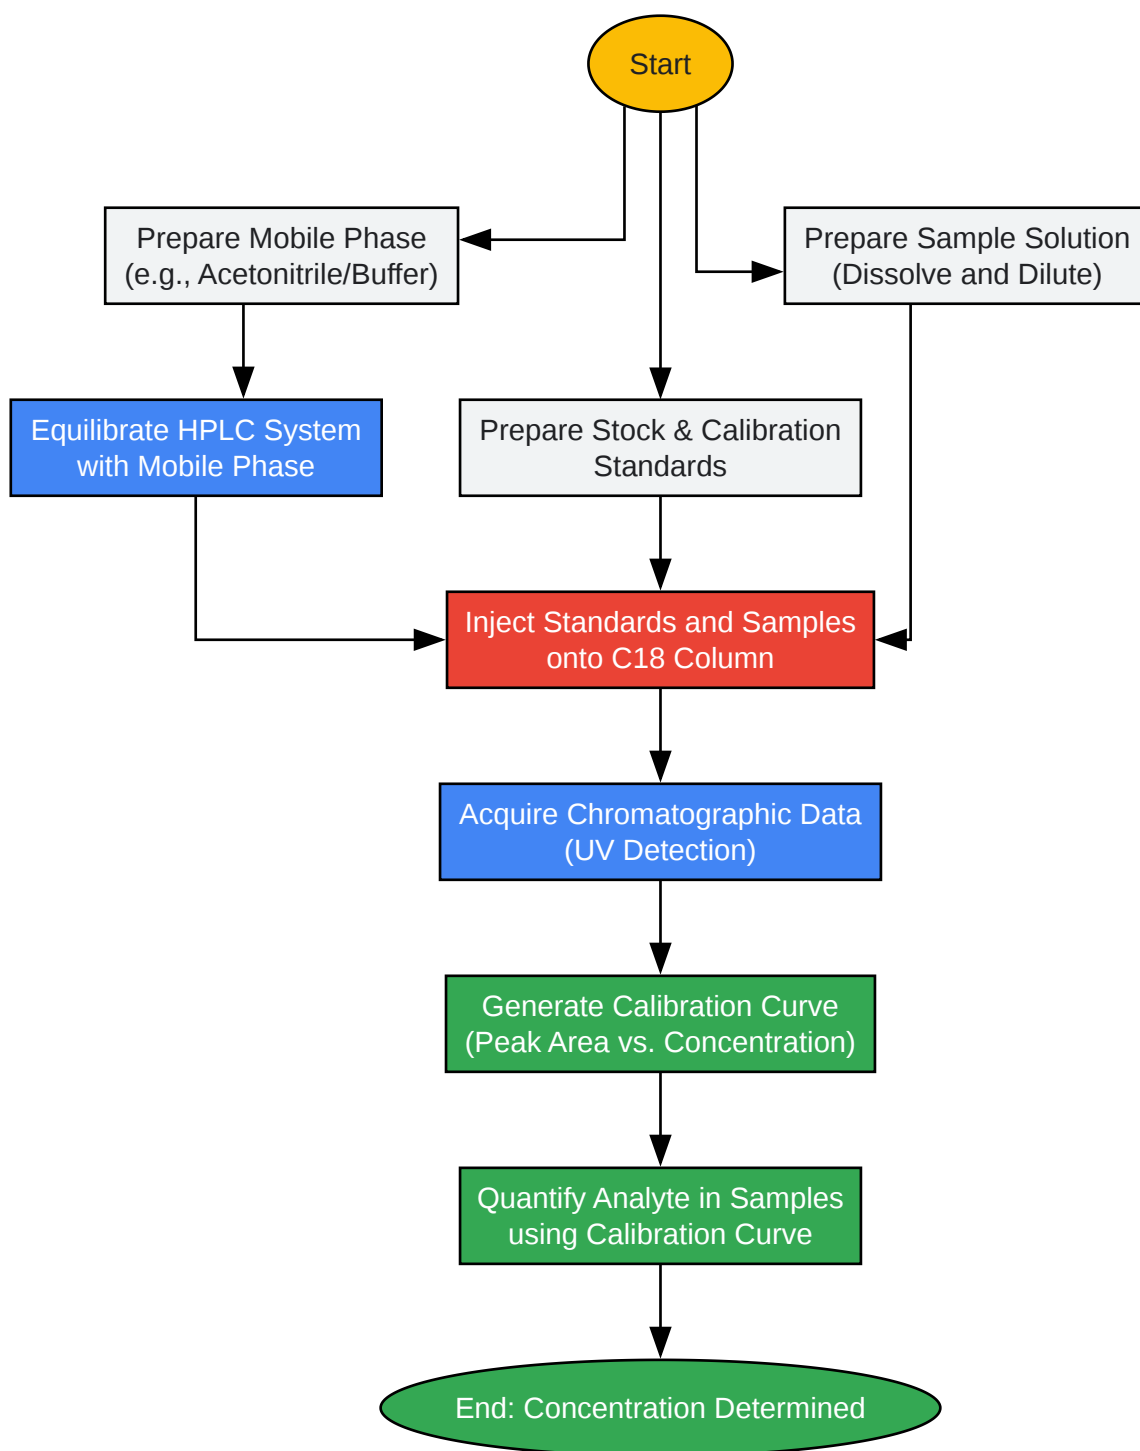 Start
Prepare Mobile Phase
(e.g., Acetonitrile/Buffer)
Prepare Sample Solution
(Dissolve and Dilute)
Equilibrate HPLC System
with Mobile Phase
Prepare Stock & Calibration
Standards
Inject Standards and Samples
onto C18 Column
Acquire Chromatographic Data
(UV Detection)
Generate Calibration Curve
(Peak Area vs. Concentration)
Quantify Analyte in Samples
using Calibration Curve
End: Concentration Determined